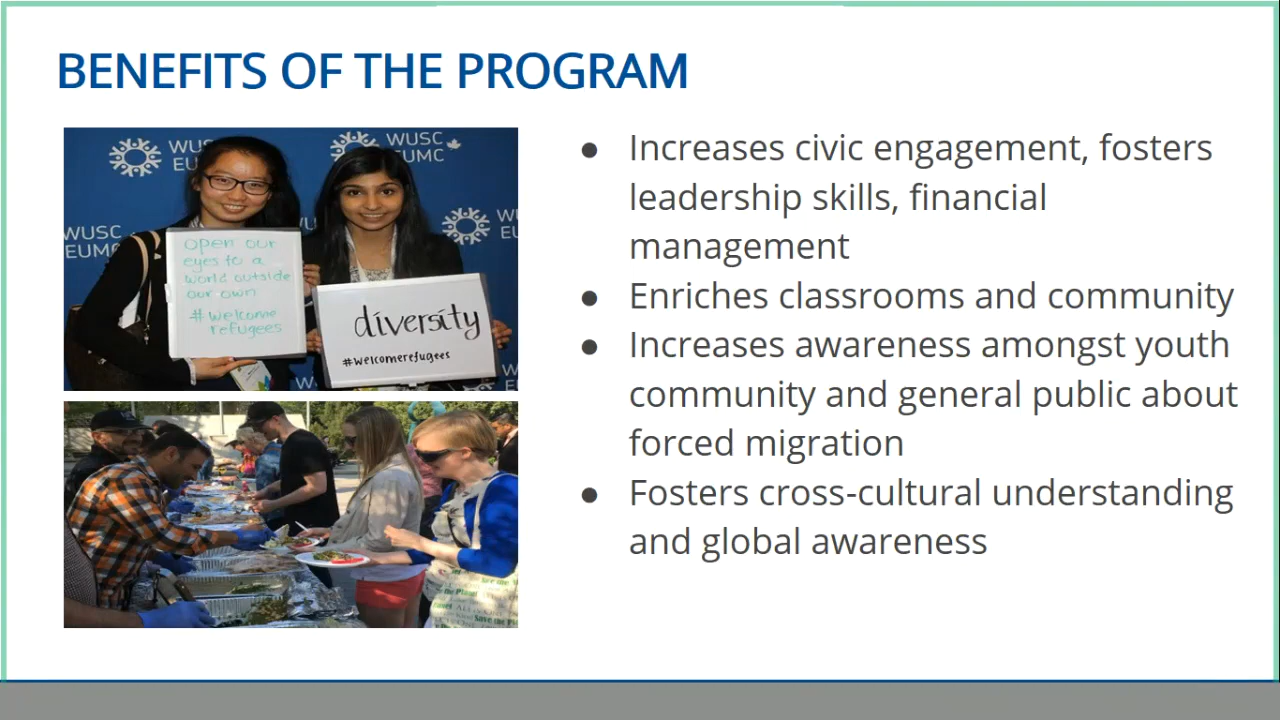 BENEFITS OF THE PROGRAM
WUSC
EUMC
WUSC
EUMC
WUSC
EUMC
open our
eyes to a
world outside
our own
#welcome
refugees
diversity
#welcomerefugees
● Increases civic engagement, fosters
leadership skills, financial
management
● Enriches classrooms and community
● Increases awareness amongst youth
community and general public about
forced migration
● Fosters cross-cultural understanding
and global awareness